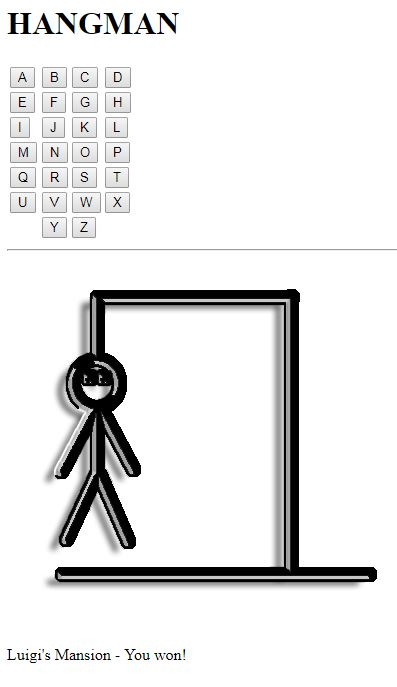 HANGMAN
A B C D
E F G H
I J K L
M N O P
Q R S T
U V W X
Y Z
Luigi's Mansion - You won!